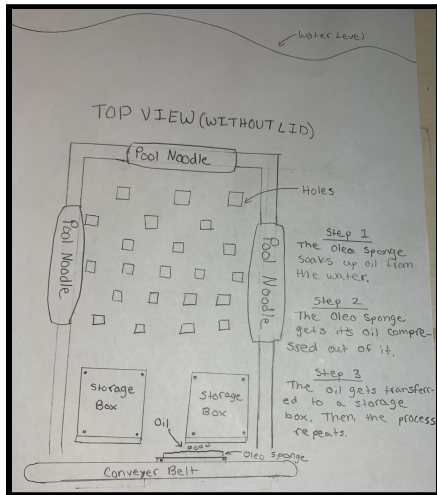 Water Level
TOP VIEW (WITHOUT LID)
Pool Noodle
Holes
Pool Noodle
Pool Noodle
Step 1
The Oleo Sponge
soaks up oil from
the water.
Step 2
The Oleo Sponge
gets it's oil compre-
ssed out of it.
Step 3
The oil gets transferr-
ed to a storage
box. Then the process
repeats.
Storage
Box
Storage
Box
Oil
Oleo Sponge
Conveyer Belt